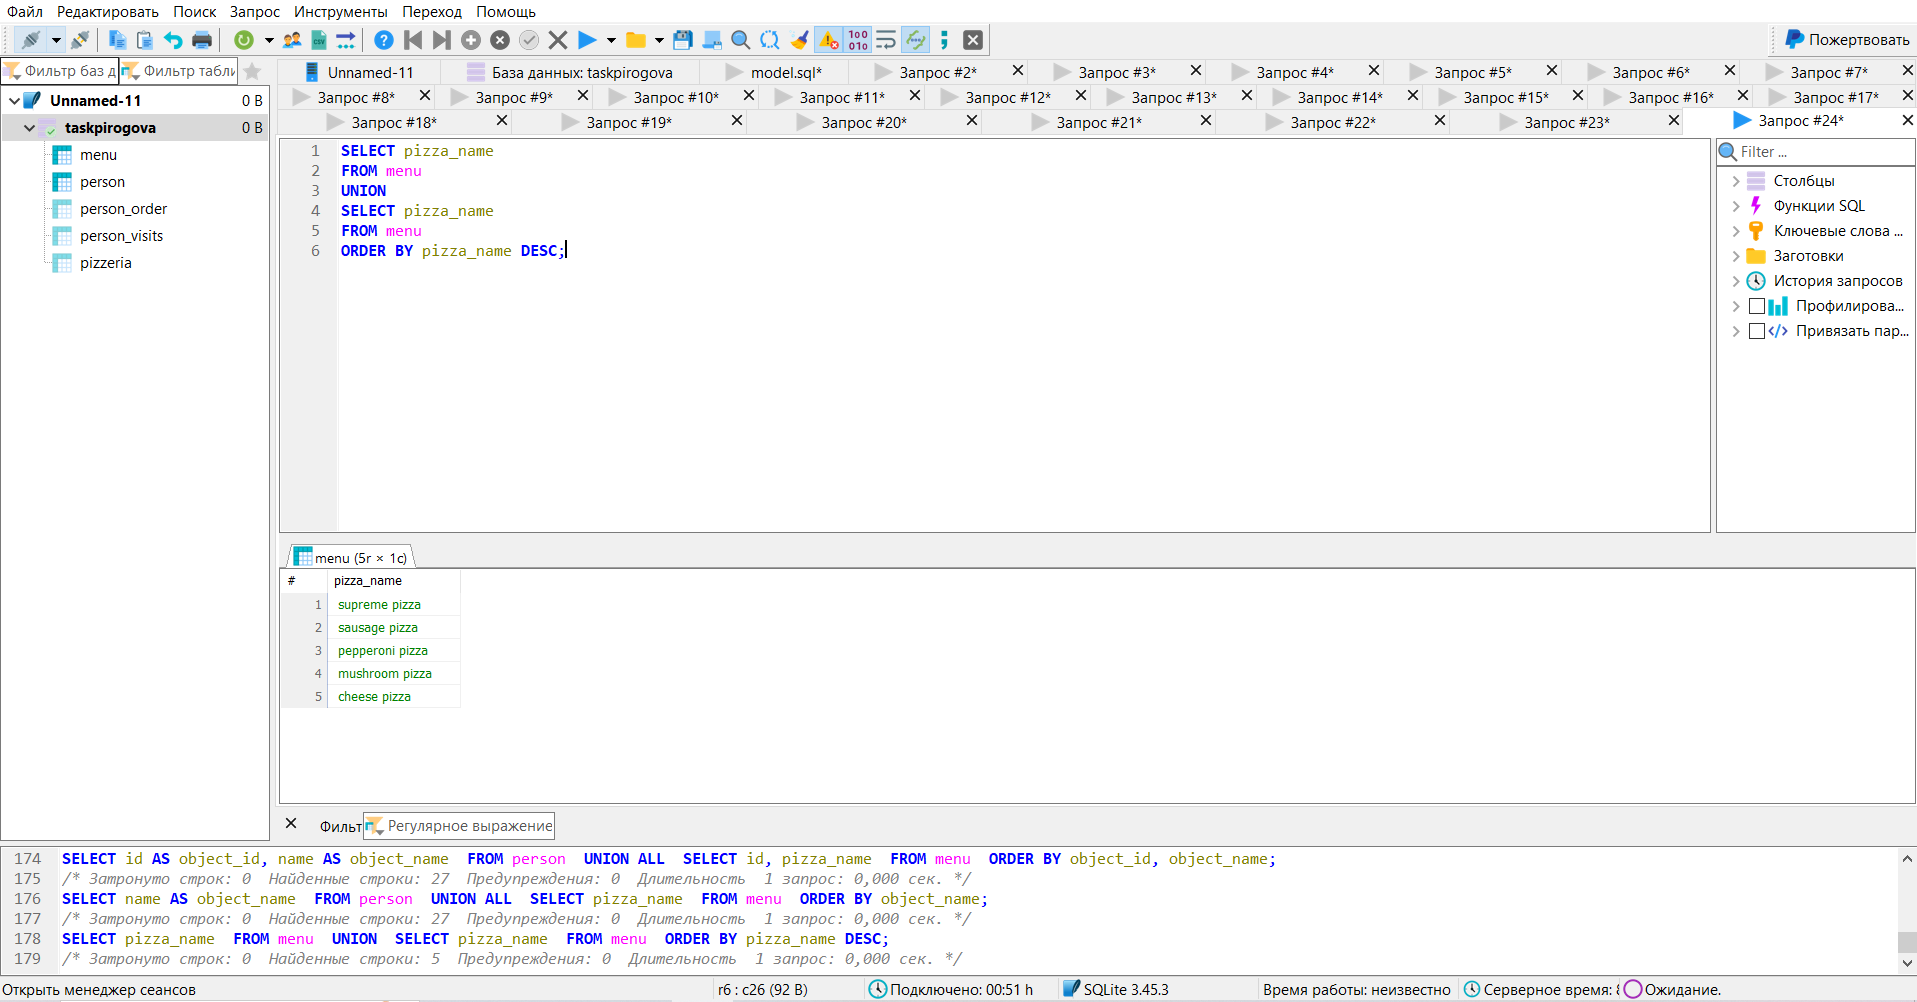 Файл Редактировать Поиск Запрос Инструменты Переход Помощь
Пожертвовать
Фильтр баз д Фильтр табли
Unnamed-11 База данных: taskpirogova model.sql* Запрос #2* Запрос #3* Запрос #4* Запрос #5* Запрос #6* Запрос #7*
Запрос #8* Запрос #9* Запрос #10* Запрос #11* Запрос #12* Запрос #13* Запрос #14* Запрос #15* Запрос #16* Запрос #17*
Запрос #18* Запрос #19* Запрос #20* Запрос #21* Запрос #22* Запрос #23* Запрос #24*
Unnamed-11 0 B
taskpirogova 0 B
menu
person
person_order
person_visits
pizzeria
1 SELECT pizza_name
2 FROM menu
3 UNION
4 SELECT pizza_name
5 FROM menu
6 ORDER BY pizza_name DESC;
Filter ...
Столбцы
Функции SQL
Ключевые слова ...
Заготовки
История запросов
Профилирова...
Привязать пар...
menu (5r × 1c)
# pizza_name
1 supreme pizza
2 sausage pizza
3 pepperoni pizza
4 mushroom pizza
5 cheese pizza
Фильт Регулярное выражение
174 SELECT id AS object_id, name AS object_name FROM person UNION ALL SELECT id, pizza_name FROM menu ORDER BY object_id, object_name;
175 /* Затронуто строк: 0 Найденные строки: 27 Предупреждения: 0 Длительность 1 запрос: 0,000 сек. */
176 SELECT name AS object_name FROM person UNION ALL SELECT pizza_name FROM menu ORDER BY object_name;
177 /* Затронуто строк: 0 Найденные строки: 27 Предупреждения: 0 Длительность 1 запрос: 0,000 сек. */
178 SELECT pizza_name FROM menu UNION SELECT pizza_name FROM menu ORDER BY pizza_name DESC;
179 /* Затронуто строк: 0 Найденные строки: 5 Предупреждения: 0 Длительность 1 запрос: 0,000 сек. */
Открыть менеджер сеансов r6 : c26 (92 B) Подключено: 00:51 h SQLite 3.45.3 Время работы: неизвестно Серверное время: Ожидание.